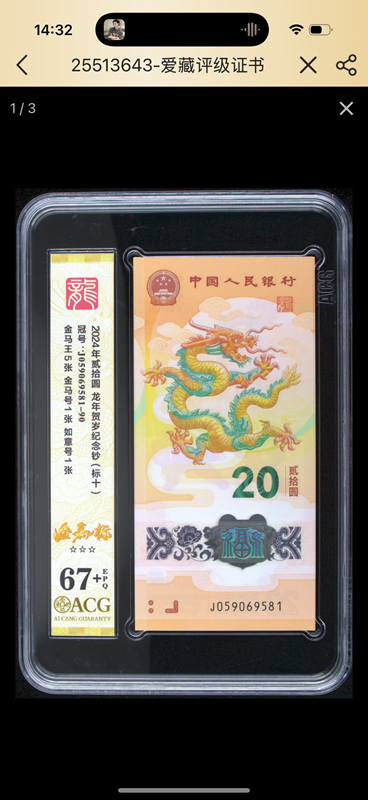 14:32
25513643-爱藏评级证书
1 / 3
中国人民银行
龍
2024年贰拾圆 龙年贺岁纪念钞(标十)
冠号:J059069581-90
金马王5张 金马号1张 如意号1张
☆☆☆
67+ EPQ
ACG
AI CANG GUARANTY
ACG
20
贰拾圆
福
J059069581